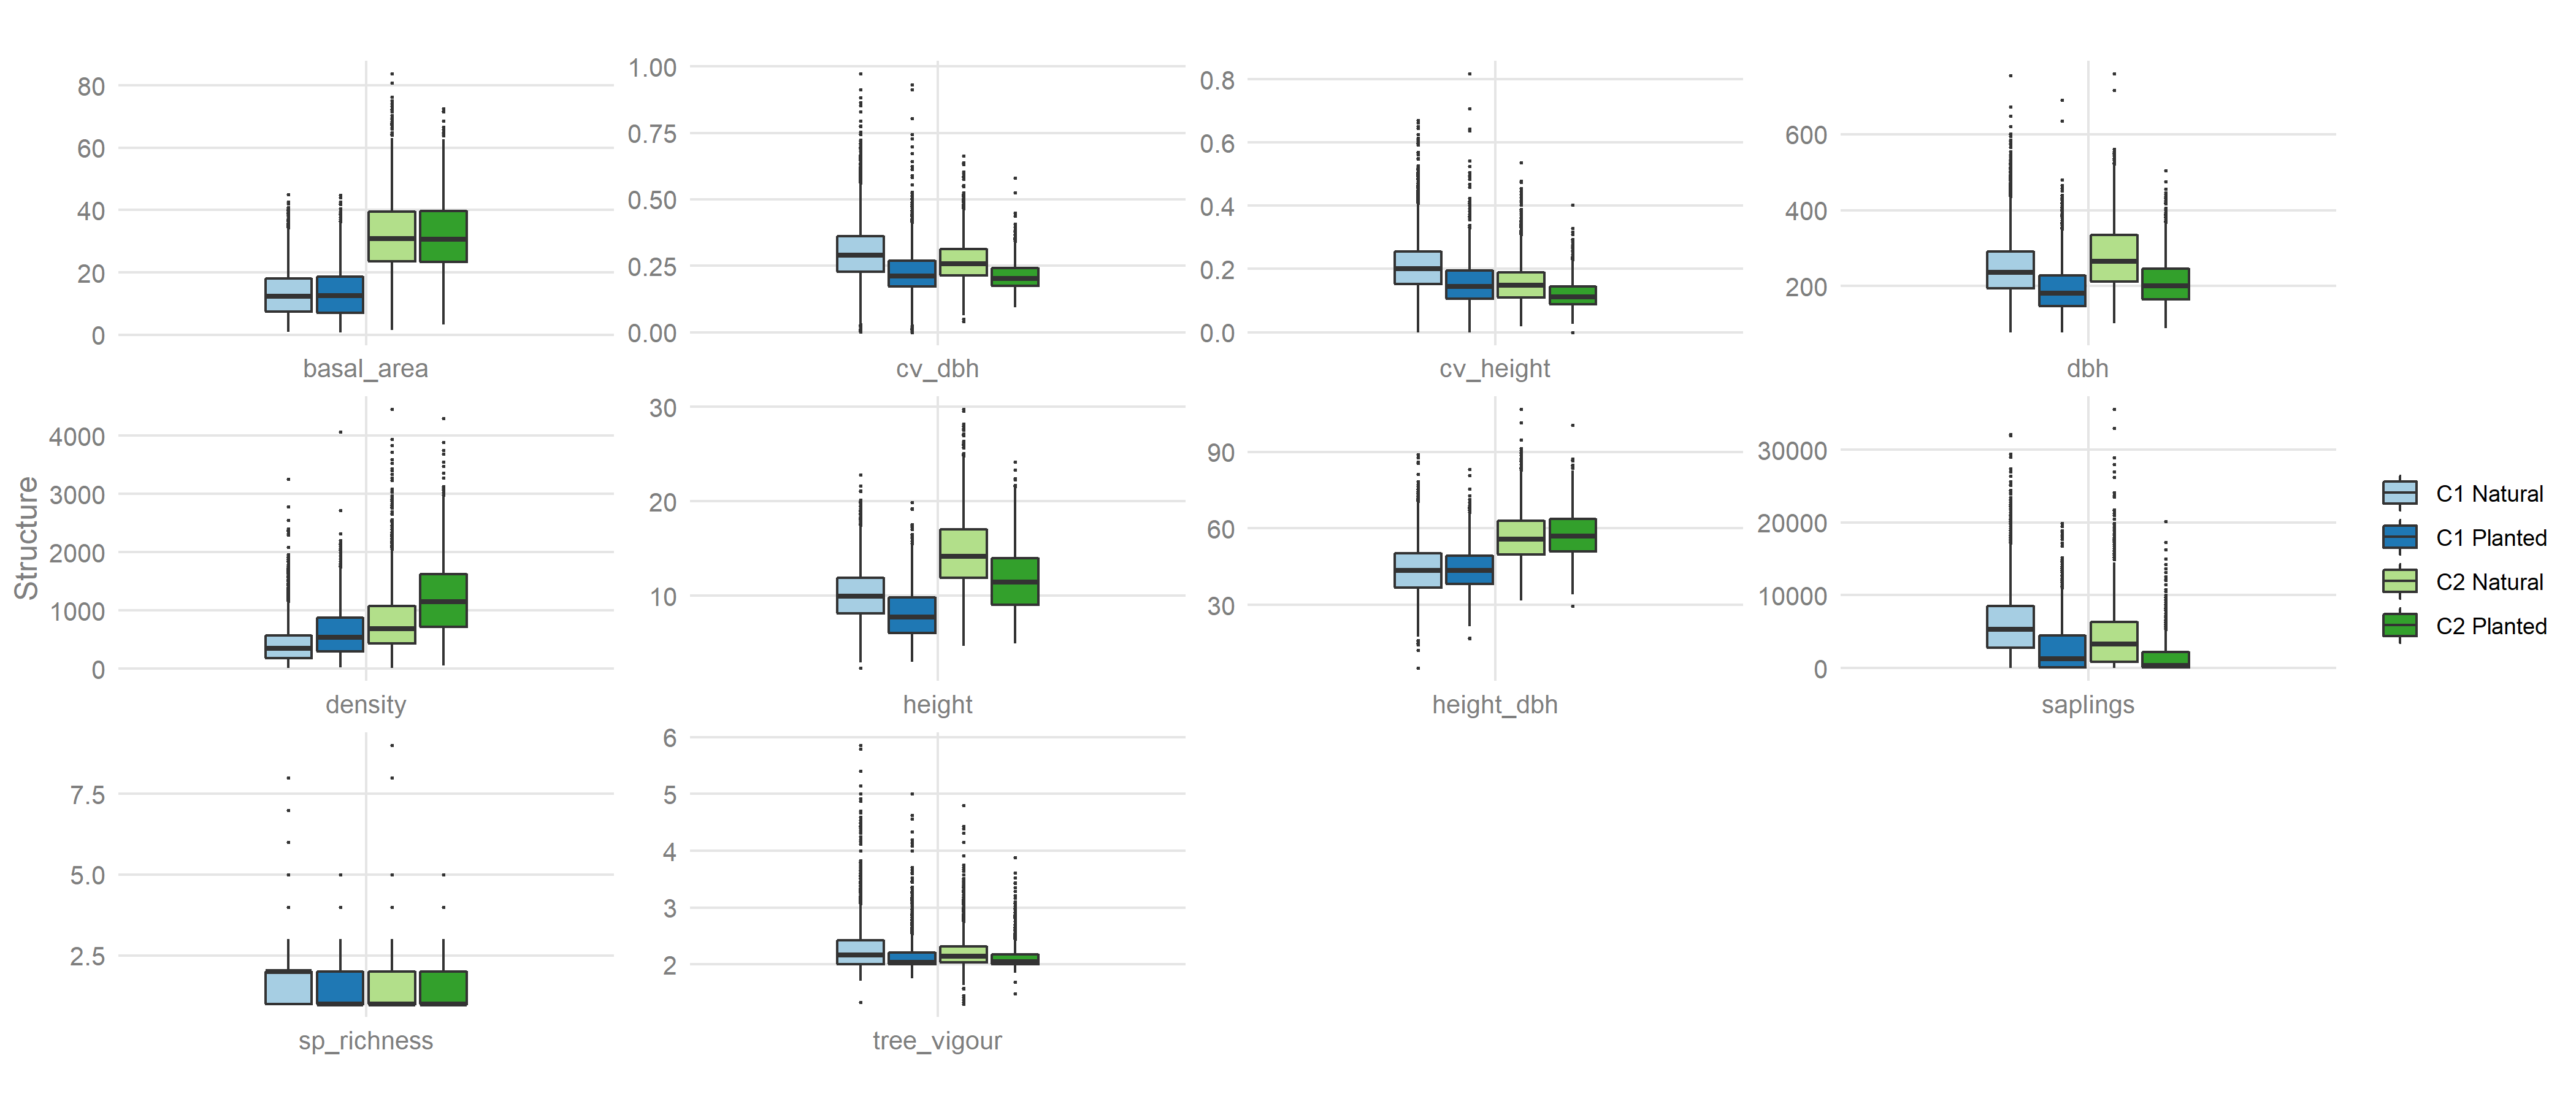 Structure
80
60
40
20
0
basal_area
1.00
0.75
0.50
0.25
0.00
cv_dbh
0.8
0.6
0.4
0.2
0.0
cv_height
600
400
200
dbh
4000
3000
2000
1000
0
density
30
20
10
height
90
60
30
height_dbh
30000
20000
10000
0
saplings
7.5
5.0
2.5
sp_richness
6
5
4
3
2
tree_vigour
C1 Natural
C1 Planted
C2 Natural
C2 Planted